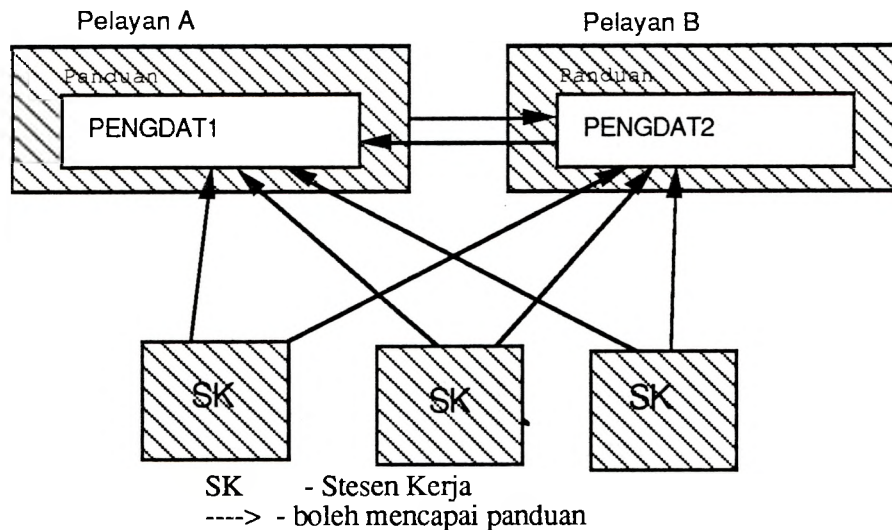 Pelayan A
Pelayan B
Panduan
Panduan
PENGDAT1
PENGDAT2
SK
SK
SK
SK - Stesen Kerja
----> - boleh mencapai panduan